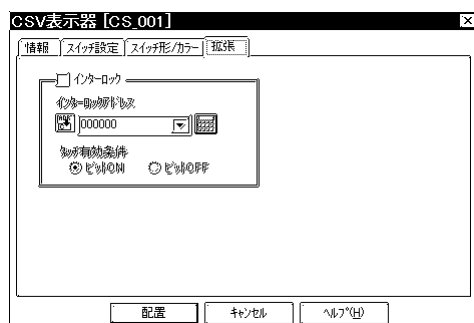 CSV表示器 [CS_001]
情報 スイッチ設定 スイッチ形/カラー 拡張
インターロック
インターロックアドレス
000000
タッチ有効条件
ビットON ビットOFF
配置 キャンセル ヘルプ(H)